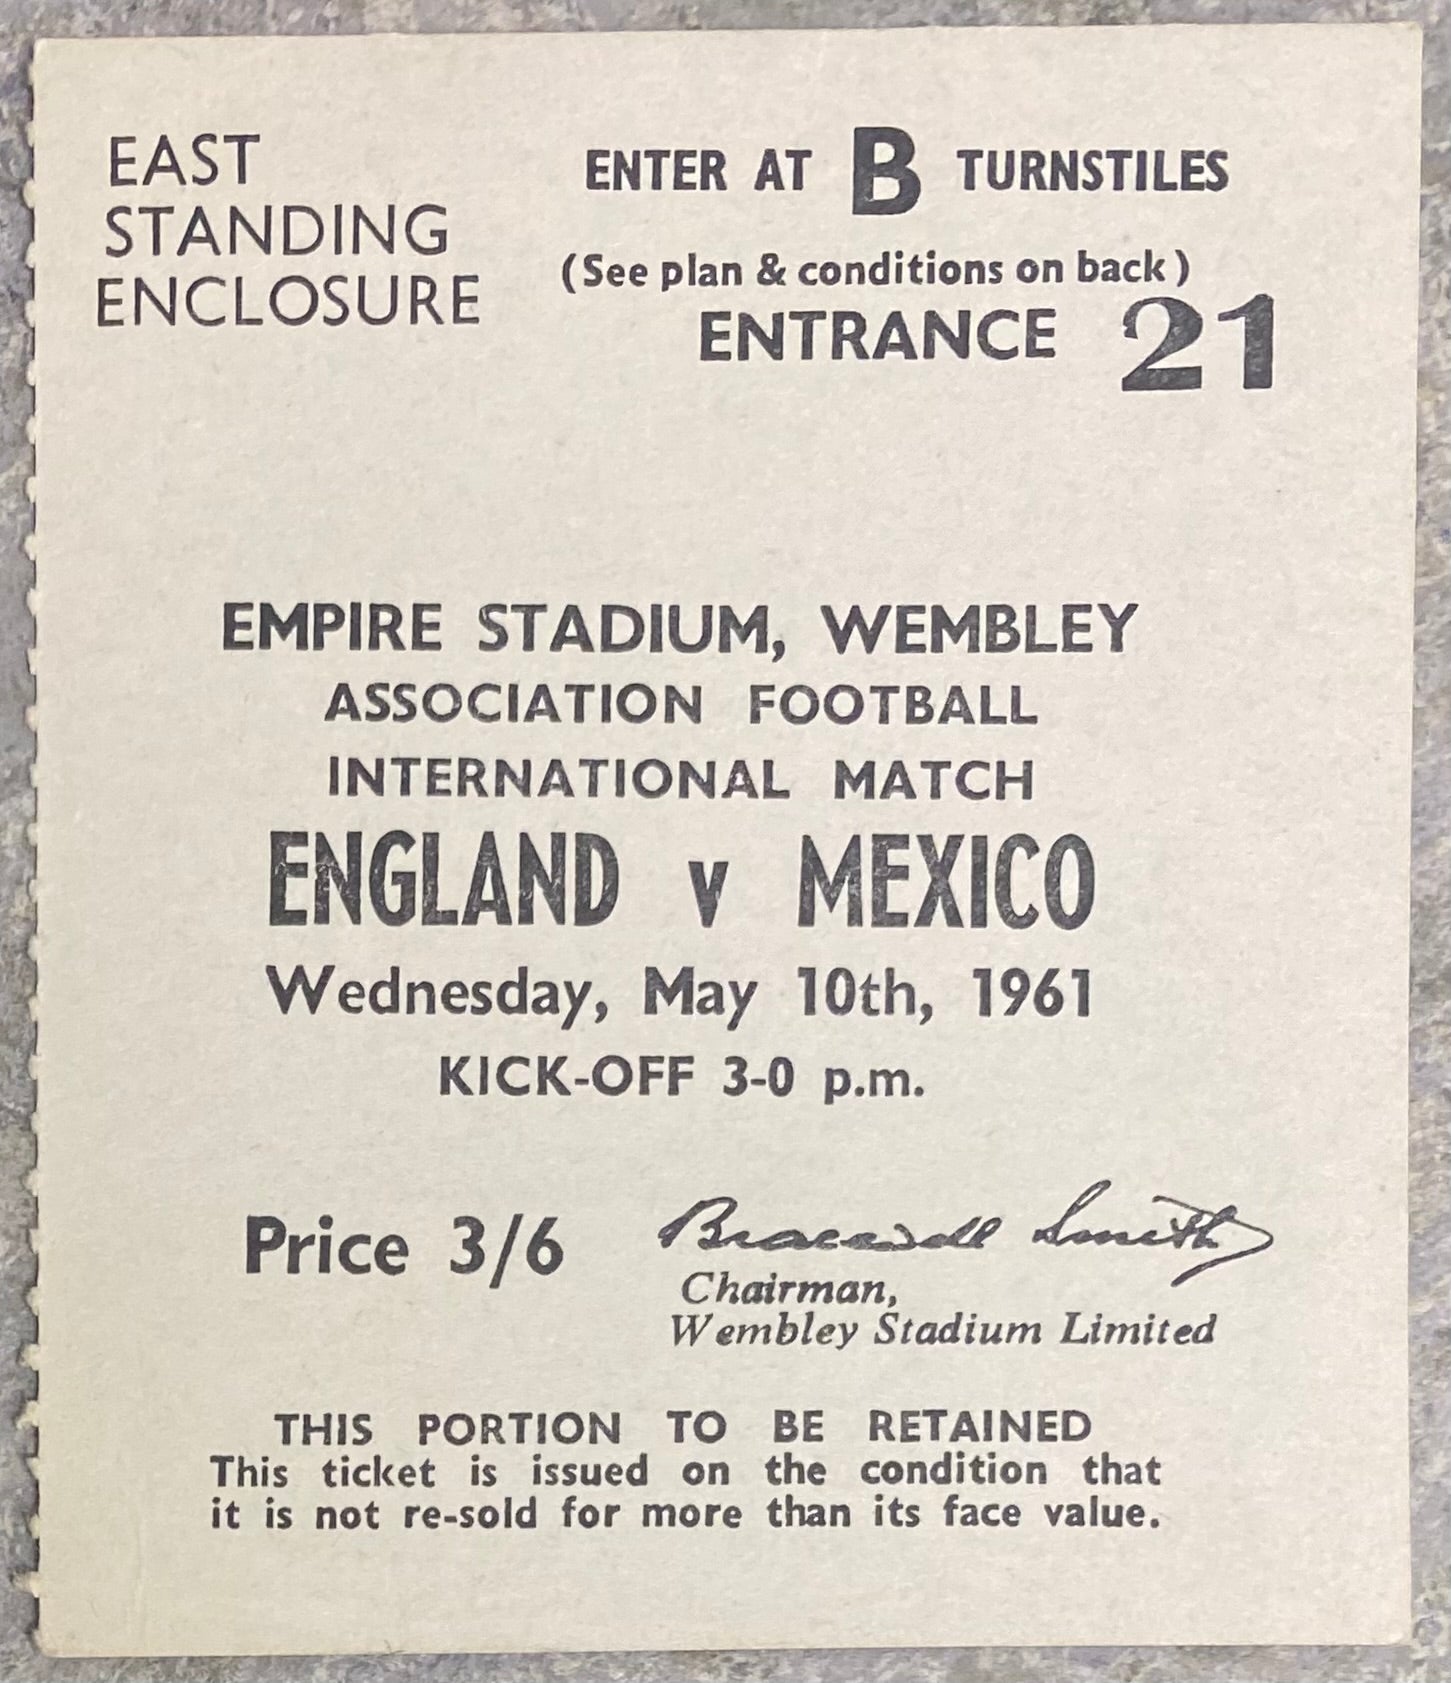 EAST
STANDING
ENCLOSURE
ENTER AT B TURNSTILES
(See plan & conditions on back)
ENTRANCE 21
EMPIRE STADIUM, WEMBLEY
ASSOCIATION FOOTBALL
INTERNATIONAL MATCH
ENGLAND v MEXICO
Wednesday, May 10th, 1961
KICK-OFF 3-0 p.m.
Price 3/6
Bracewell Smith
Chairman,
Wembley Stadium Limited
THIS PORTION TO BE RETAINED
This ticket is issued on the condition that
it is not re-sold for more than its face value.